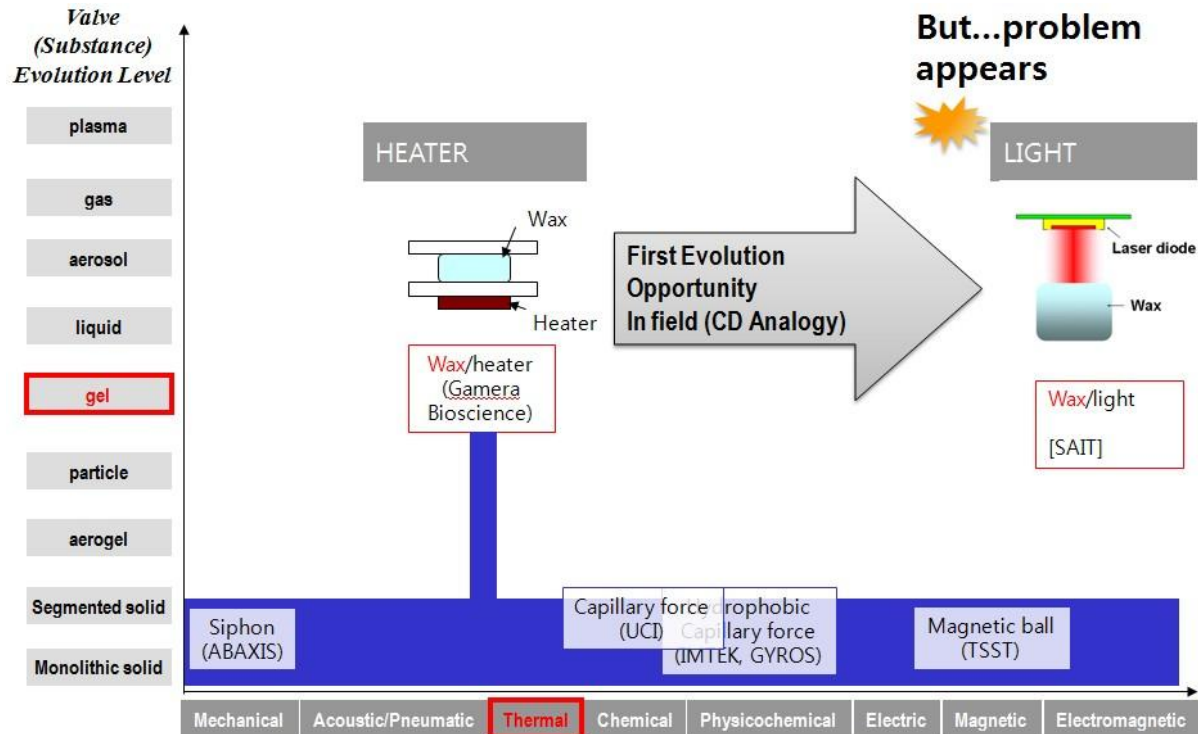 Valve
(Substance)
Evolution Level
But...problem
appears
plasma
HEATER
LIGHT
gas
Wax
Laser diode
aerosol
First Evolution
Opportunity
In field (CD Analogy)
Wax
liquid
Heater
Wax/heater
(Gamera
Bioscience)
gel
Wax/light
[SAIT]
particle
aerogel
Segmented solid
Siphon
(ABAXIS)
Capillary force
(UCI)
Capillary force
(IMTEK, GYROS)
Magnetic ball
(TSST)
Monolithic solid
Mechanical
Acoustic/Pneumatic
Thermal
Chemical
Physicochemical
Electric
Magnetic
Electromagnetic